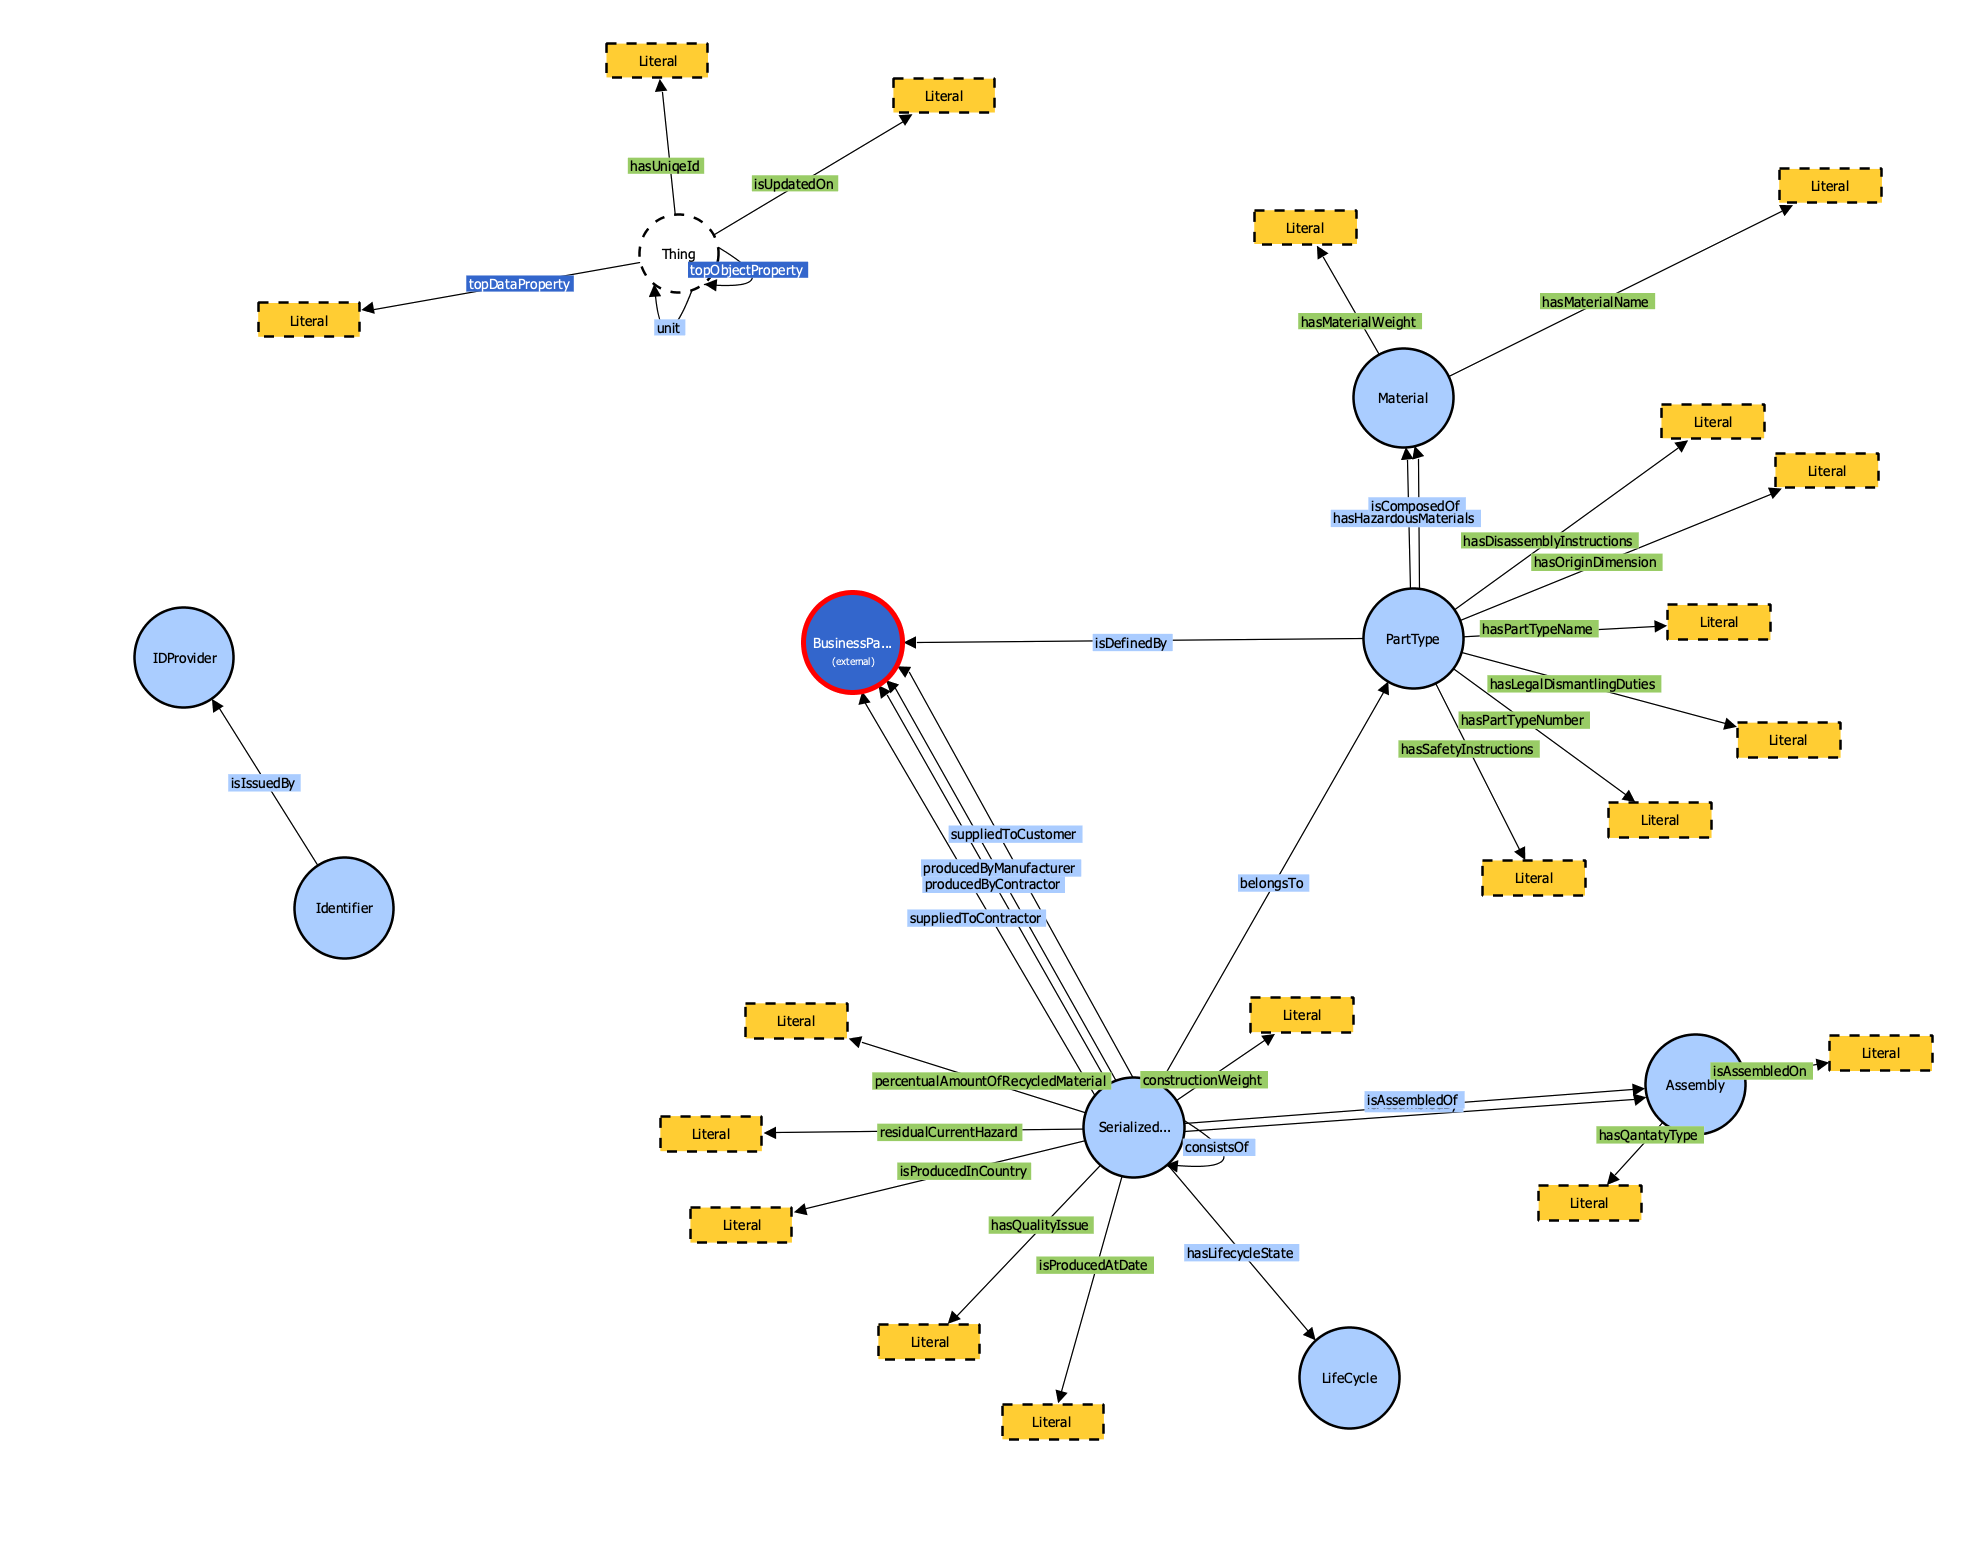 Literal
Literal
hasUniqeId
isUpdatedOn
Literal
Literal
Thing
topObjectProperty
topDataProperty
hasMaterialName
Literal
hasMaterialWeight
unit
Material
Literal
Literal
isComposedOf
hasHazardousMaterials
hasDisassemblyInstructions
hasOriginDimension
Literal
hasPartTypeName
PartType
BusinessPa...
(external)
isDefinedBy
IDProvider
hasLegalDismantlingDuties
hasPartTypeNumber
Literal
hasSafetyInstructions
isIssuedBy
Literal
suppliedToCustomer
producedByManufacturer
producedByContractor
belongsTo
Literal
Identifier
suppliedToContractor
Literal
Literal
Literal
isAssembledOn
percentualAmountOfRecycledMaterial
constructionWeight
Assembly
isAssembledOf
Serialized...
Literal
residualCurrentHazard
hasQantatyType
consistsOf
isProducedInCountry
Literal
Literal
hasQualityIssue
hasLifecycleState
isProducedAtDate
Literal
LifeCycle
Literal